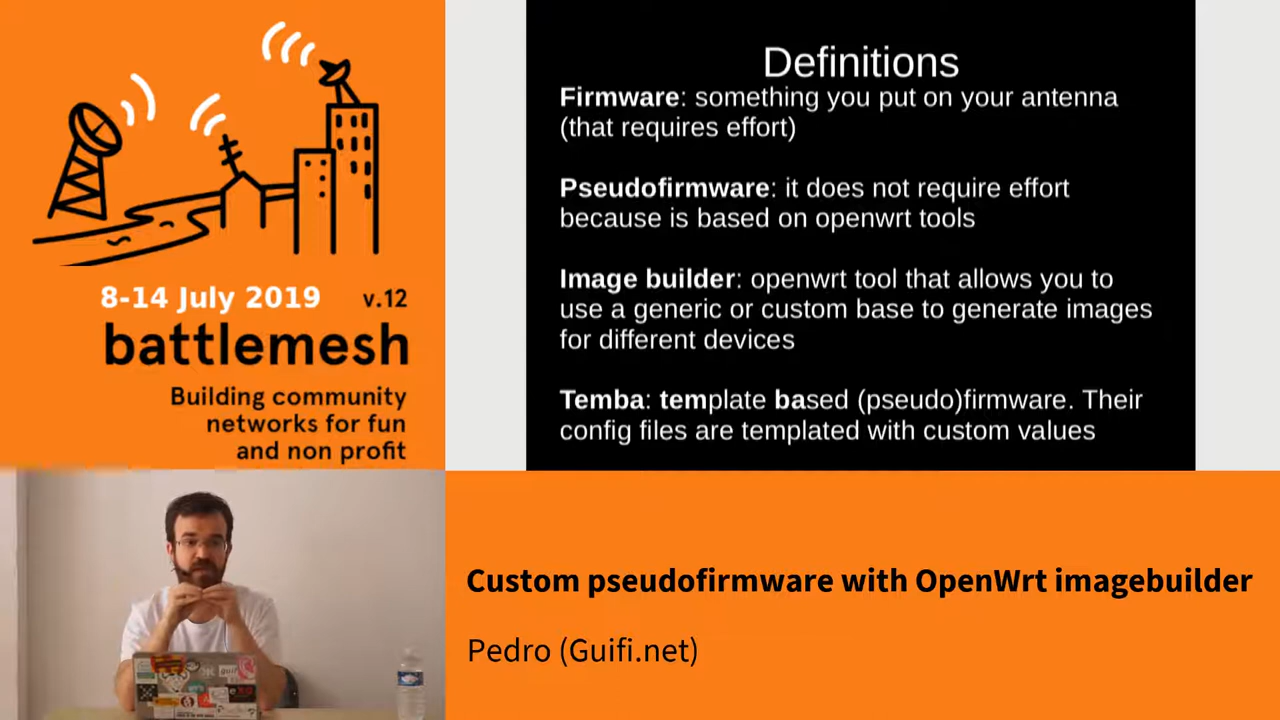 8-14 July 2019 v.12
battlemesh
Building community
networks for fun
and non profit
Definitions
Firmware: something you put on your antenna
(that requires effort)
Pseudofirmware: it does not require effort
because is based on openwrt tools
Image builder: openwrt tool that allows you to
use a generic or custom base to generate images
for different devices
Temba: template based (pseudo)firmware. Their
config files are templated with custom values
Custom pseudofirmware with OpenWrt imagebuilder
Pedro (Guifi.net)